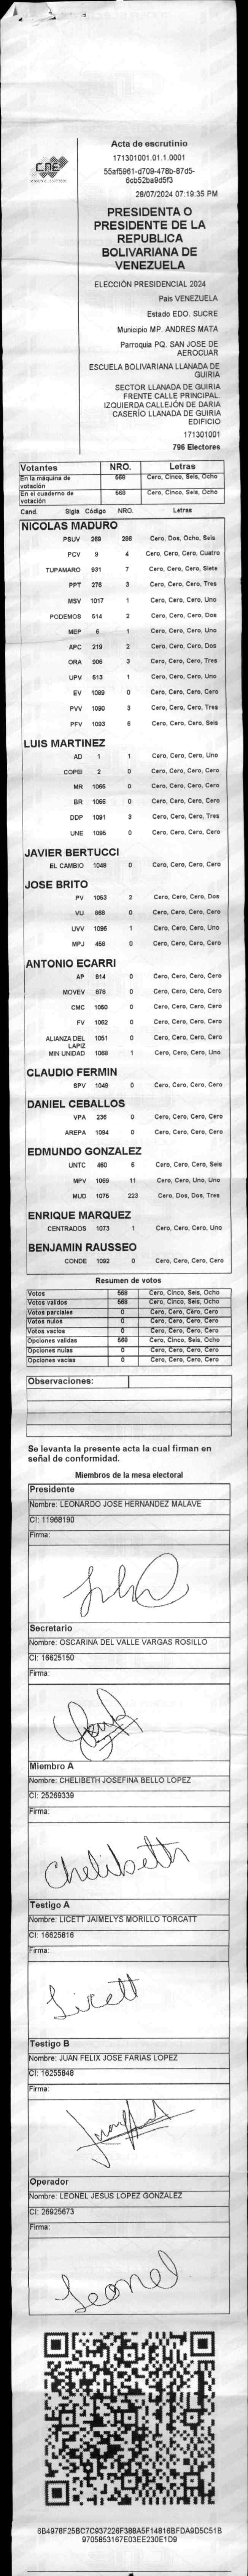 CNE
Acta de escrutinio
171301001.01.1.0001
55af5961-d709-478b-87d5-
6cb52ba9d5f3
28/07/2024 07:19:35 PM
PRESIDENTA O
PRESIDENTE DE LA
REPUBLICA
BOLIVARIANA DE
VENEZUELA
ELECCIÓN PRESIDENCIAL 2024
País VENEZUELA
Estado EDO. SUCRE
Municipio MP. ANDRES MATA
Parroquia PQ. SAN JOSE DE
AEROCUAR
ESCUELA BOLIVARIANA LLANADA DE
GUIRIA
SECTOR LLANADA DE GUIRIA
FRENTE CALLE PRINCIPAL.
IZQUIERDA CALLEJÓN DE DARIA
CASERÍO LLANADA DE GUIRIA
EDIFICIO
171301001
796 Electores
Votantes NRO. Letras
En la máquina de votación 568 Cero, Cinco, Seis, Ocho
En el cuaderno de votación 568 Cero, Cinco, Seis, Ocho
Cand. Sigla Código NRO. Letras
NICOLAS MADURO
PSUV 269 286 Cero, Dos, Ocho, Seis
PCV 9 4 Cero, Cero, Cero, Cuatro
TUPAMARO 931 7 Cero, Cero, Cero, Siete
PPT 276 3 Cero, Cero, Cero, Tres
MSV 1017 1 Cero, Cero, Cero, Uno
PODEMOS 514 2 Cero, Cero, Cero, Dos
MEP 6 1 Cero, Cero, Cero, Uno
APC 219 2 Cero, Cero, Cero, Dos
ORA 906 3 Cero, Cero, Cero, Tres
UPV 613 1 Cero, Cero, Cero, Uno
EV 1089 0 Cero, Cero, Cero, Cero
PVV 1090 3 Cero, Cero, Cero, Tres
PFV 1093 6 Cero, Cero, Cero, Seis
LUIS MARTINEZ
AD 1 1 Cero, Cero, Cero, Uno
COPEI 2 0 Cero, Cero, Cero, Cero
MR 1065 0 Cero, Cero, Cero, Cero
BR 1066 0 Cero, Cero, Cero, Cero
DDP 1091 3 Cero, Cero, Cero, Tres
UNE 1095 0 Cero, Cero, Cero, Cero
JAVIER BERTUCCI
EL CAMBIO 1048 0 Cero, Cero, Cero, Cero
JOSE BRITO
PV 1053 2 Cero, Cero, Cero, Dos
VU 868 0 Cero, Cero, Cero, Cero
UVV 1096 1 Cero, Cero, Cero, Uno
MPJ 458 0 Cero, Cero, Cero, Cero
ANTONIO ECARRI
AP 814 0 Cero, Cero, Cero, Cero
MOVEV 878 0 Cero, Cero, Cero, Cero
CMC 1050 0 Cero, Cero, Cero, Cero
FV 1062 0 Cero, Cero, Cero, Cero
ALIANZA DEL LAPIZ 1051 0 Cero, Cero, Cero, Cero
MIN UNIDAD 1068 1 Cero, Cero, Cero, Uno
CLAUDIO FERMIN
SPV 1049 0 Cero, Cero, Cero, Cero
DANIEL CEBALLOS
VPA 236 0 Cero, Cero, Cero, Cero
AREPA 1094 0 Cero, Cero, Cero, Cero
EDMUNDO GONZALEZ
UNTC 460 6 Cero, Cero, Cero, Seis
MPV 1069 11 Cero, Cero, Uno, Uno
MUD 1075 223 Cero, Dos, Dos, Tres
ENRIQUE MARQUEZ
CENTRADOS 1073 1 Cero, Cero, Cero, Uno
BENJAMIN RAUSSEO
CONDE 1092 0 Cero, Cero, Cero, Cero
Resumen de votos
Votos 568 Cero, Cinco, Seis, Ocho
Votos validos 568 Cero, Cinco, Seis, Ocho
Votos parciales 0 Cero, Cero, Cero, Cero
Votos nulos 0 Cero, Cero, Cero, Cero
Votos vacios 0 Cero, Cero, Cero, Cero
Opciones validas 568 Cero, Cinco, Seis, Ocho
Opciones nulas 0 Cero, Cero, Cero, Cero
Opciones vacias 0 Cero, Cero, Cero, Cero
Observaciones:
Se levanta la presente acta la cual firman en
señal de conformidad.
Miembros de la mesa electoral
Presidente
Nombre: LEONARDO JOSE HERNANDEZ MALAVE
CI: 11968190
Firma:
Secretario
Nombre: OSCARINA DEL VALLE VARGAS ROSILLO
CI: 16625150
Firma:
Miembro A
Nombre: CHELIBETH JOSEFINA BELLO LOPEZ
CI: 25269339
Firma:
Chelibeth
Testigo A
Nombre: LICETT JAIMELYS MORILLO TORCATT
CI: 16625816
Firma:
Licett
Testigo B
Nombre: JUAN FELIX JOSE FARIAS LOPEZ
CI: 16255848
Firma:
Operador
Nombre: LEONEL JESUS LOPEZ GONZALEZ
CI: 26925673
Firma:
Leonel
6B4978F25BC7C937226F388A5F14816BFDA9D5C51B
9705853167E03EE230E1D9